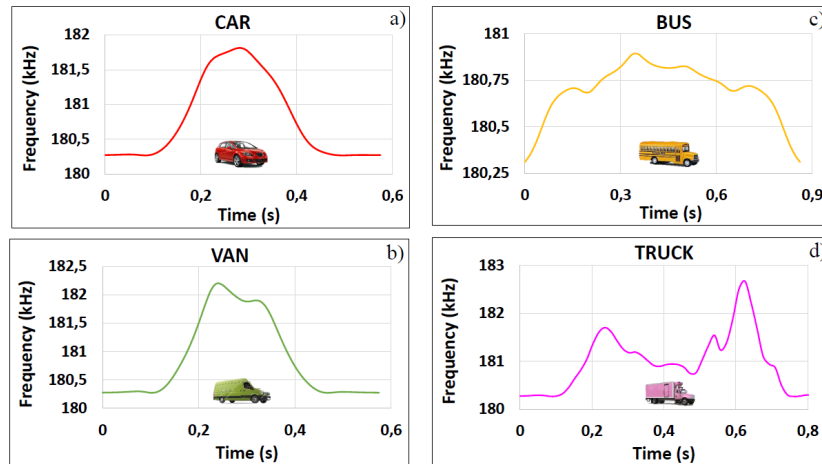 CAR
a)
Frequency (kHz)
182
181,5
181
180,5
180
0
0,2
0,4
0,6
Time (s)
BUS
c)
Frequency (kHz)
181
180,75
180,5
180,25
0
0,3
0,6
0,9
Time (s)
VAN
b)
Frequency (kHz)
182,5
182
181,5
181
180,5
180
0
0,2
0,4
0,6
Time (s)
TRUCK
d)
Frequency (kHz)
183
182
181
180
0
0,2
0,4
0,6
0,8
Time (s)